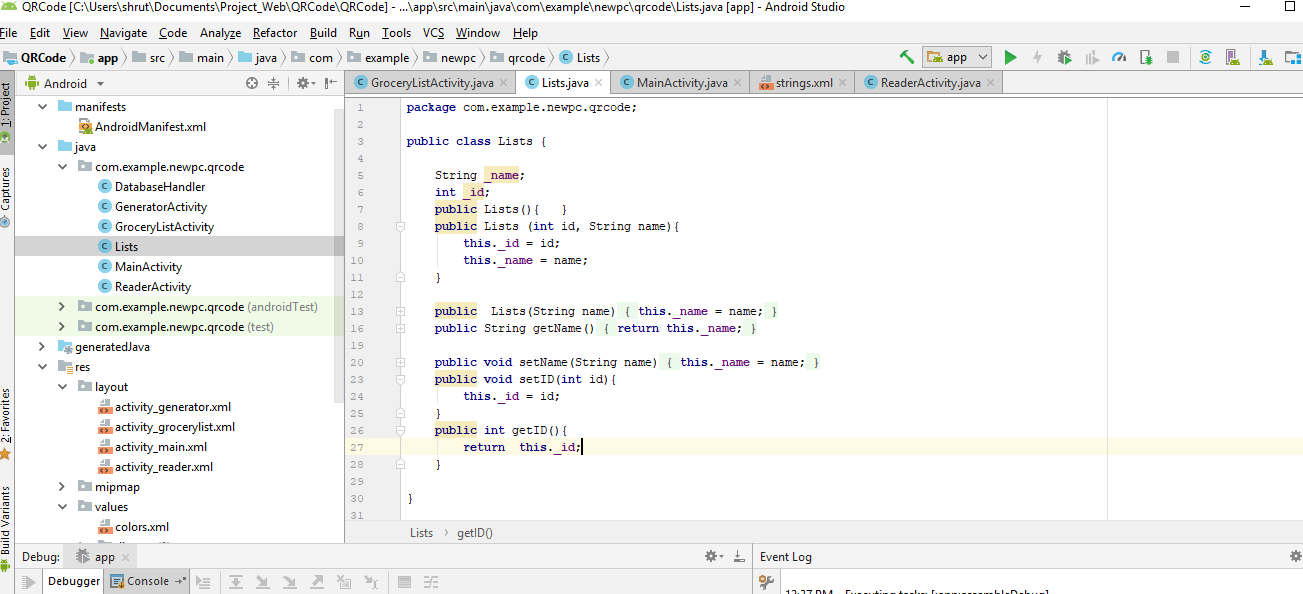 QRCode [C:\Users\shrut\Documents\Project_Web\QRCode\QRCode] - ...\app\src\main\java\com\example\newpc\qrcode\Lists.java [app] - Android Studio
File Edit View Navigate Code Analyze Refactor Build Run Tools VCS Window Help
QRCode app src main java com example newpc qrcode Lists app
1: Project
Captures
2: Favorites
Build Variants
Android
manifests
AndroidManifest.xml
java
com.example.newpc.qrcode
DatabaseHandler
GeneratorActivity
GroceryListActivity
Lists
MainActivity
ReaderActivity
com.example.newpc.qrcode (androidTest)
com.example.newpc.qrcode (test)
generatedJava
res
layout
activity_generator.xml
activity_grocerylist.xml
activity_main.xml
activity_reader.xml
mipmap
values
colors.xml
GroceryListActivity.java Lists.java MainActivity.java strings.xml ReaderActivity.java
1 package com.example.newpc.qrcode;
2
3 public class Lists {
4
5 String _name;
6 int _id;
7 public Lists(){ }
8 public Lists (int id, String name){
9 this._id = id;
10 this._name = name;
11 }
12
13 public Lists(String name) { this._name = name; }
16 public String getName() { return this._name; }
19
20 public void setName(String name) { this._name = name; }
23 public void setID(int id){
24 this._id = id;
25 }
26 public int getID(){
27 return this._id;
28 }
29
30 }
31
Lists getID()
Debug: app
Debugger Console
Event Log
12:37 PM Executing tasks: [:app:assembleDebug]